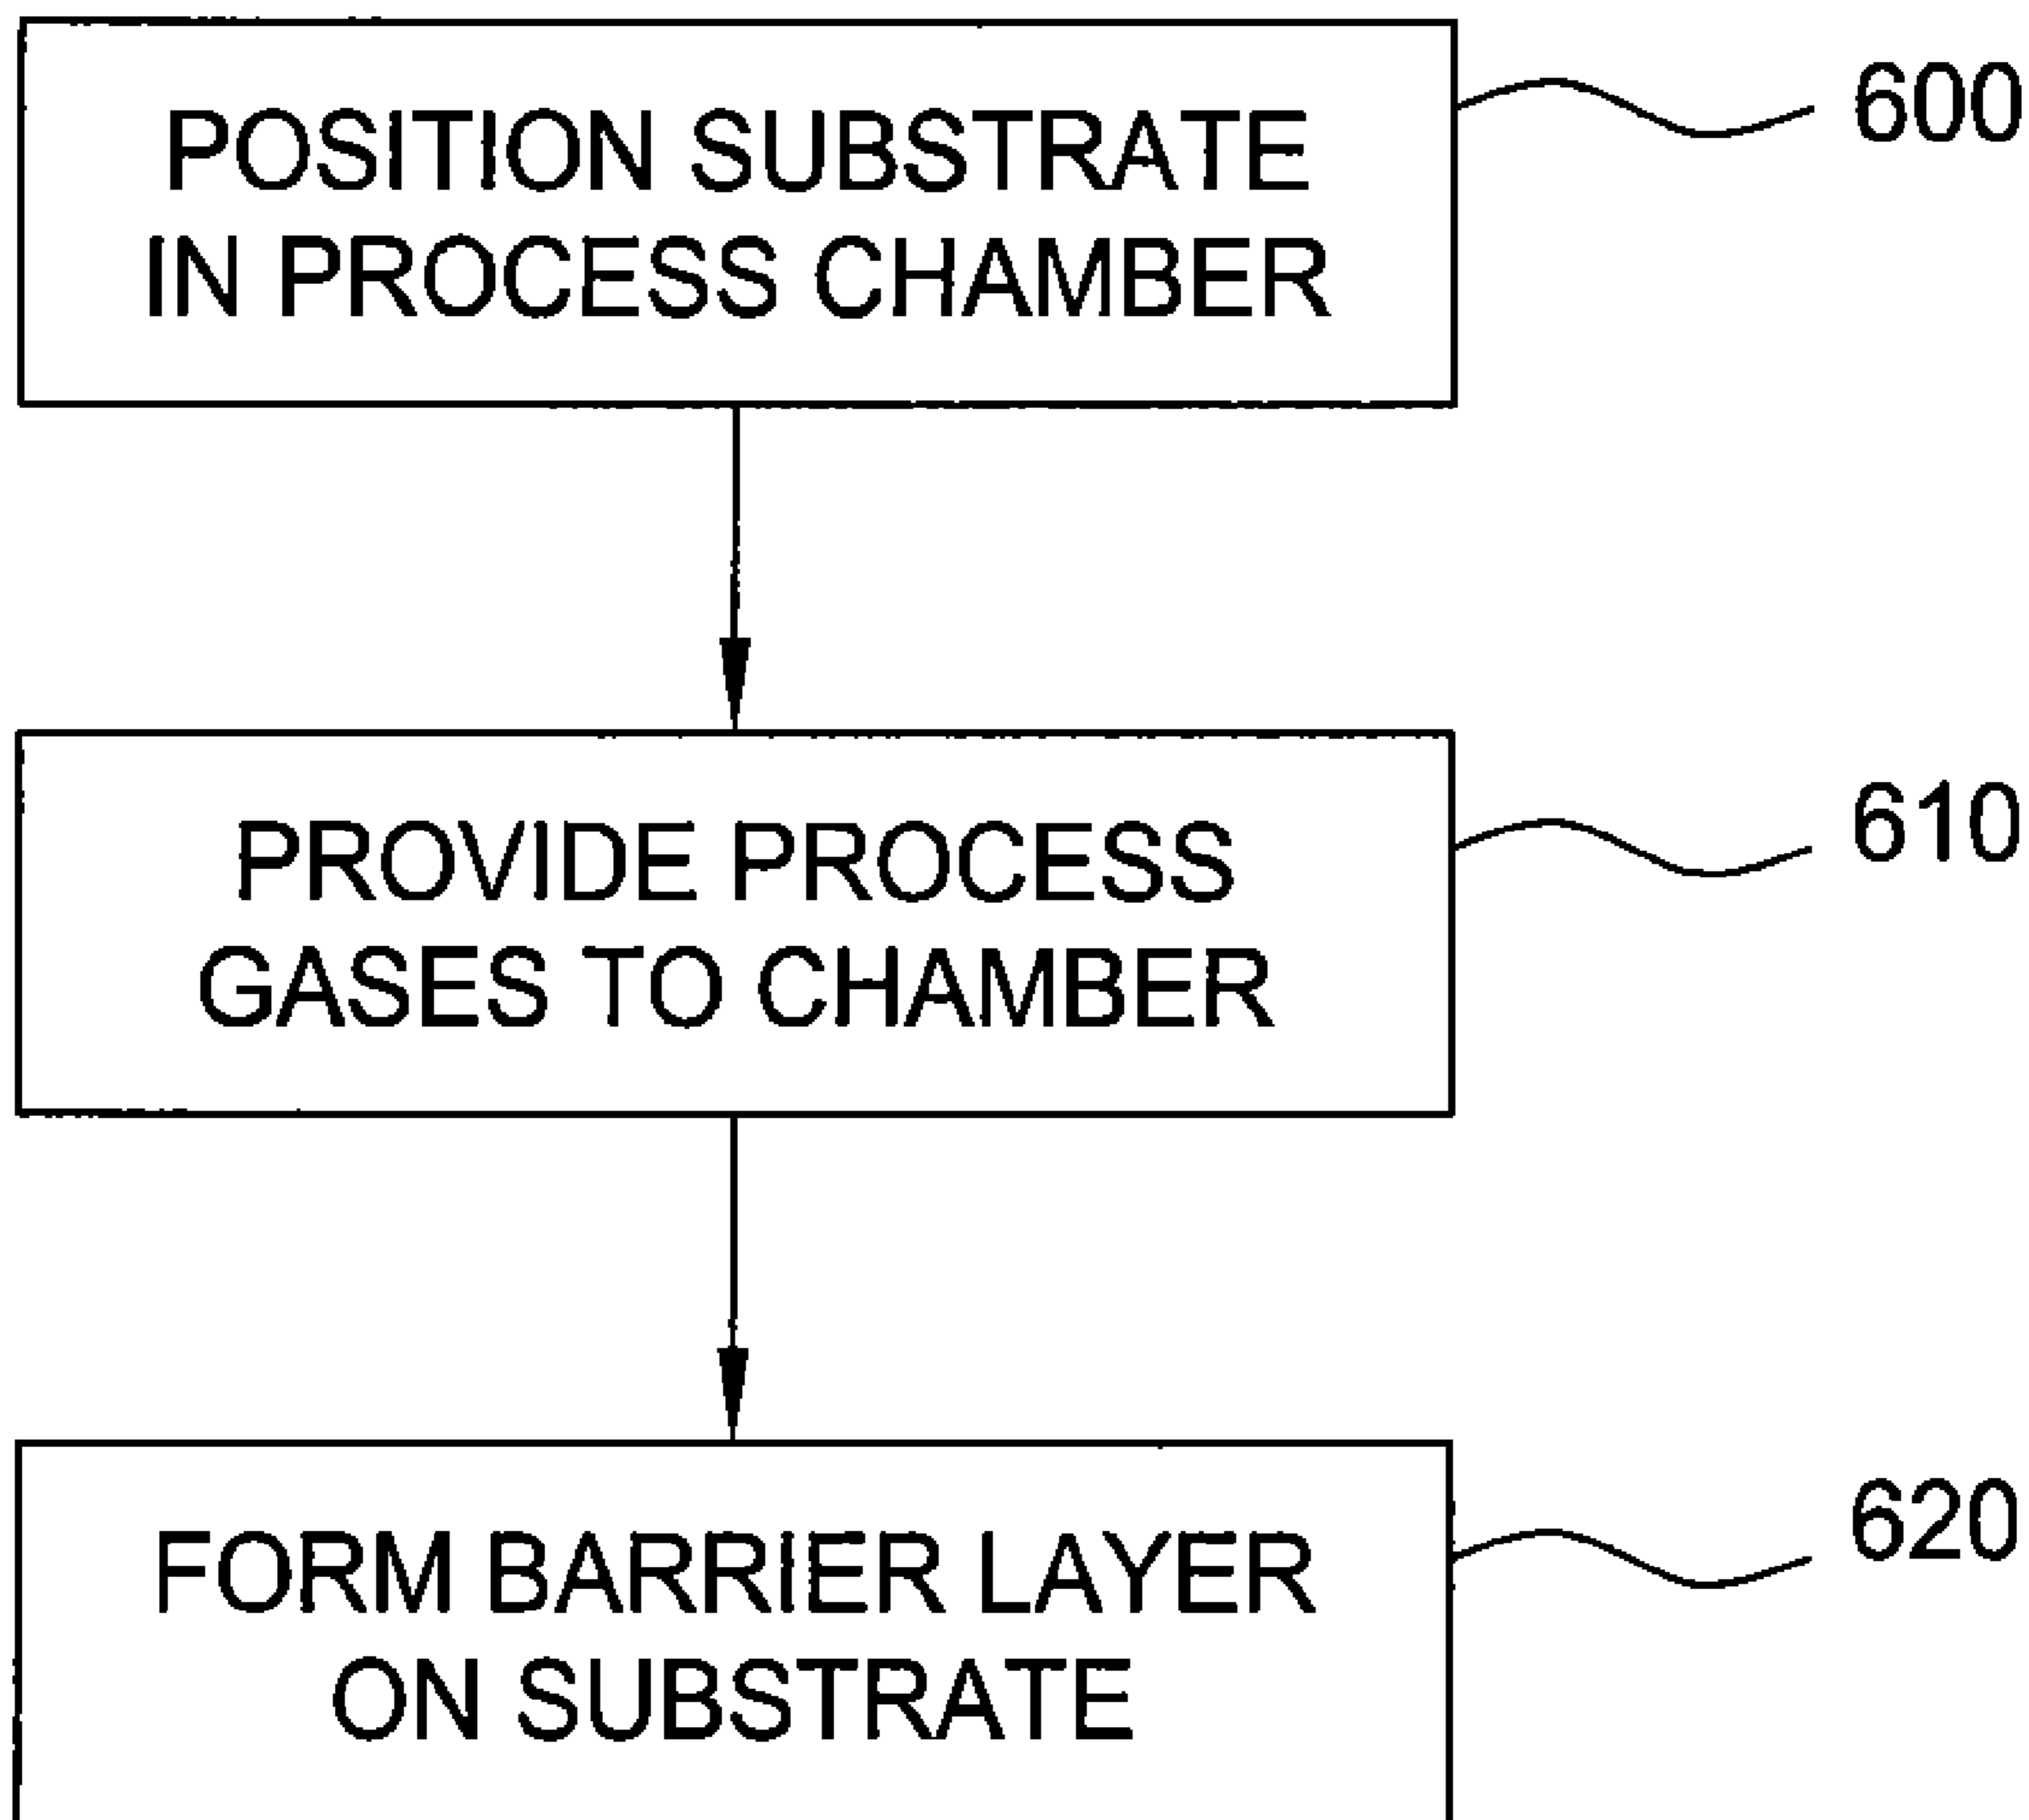 POSITION SUBSTRATE
IN PROCESS CHAMBER
600
PROVIDE PROCESS
GASES TO CHAMBER
610
FORM BARRIER LAYER
ON SUBSTRATE
620